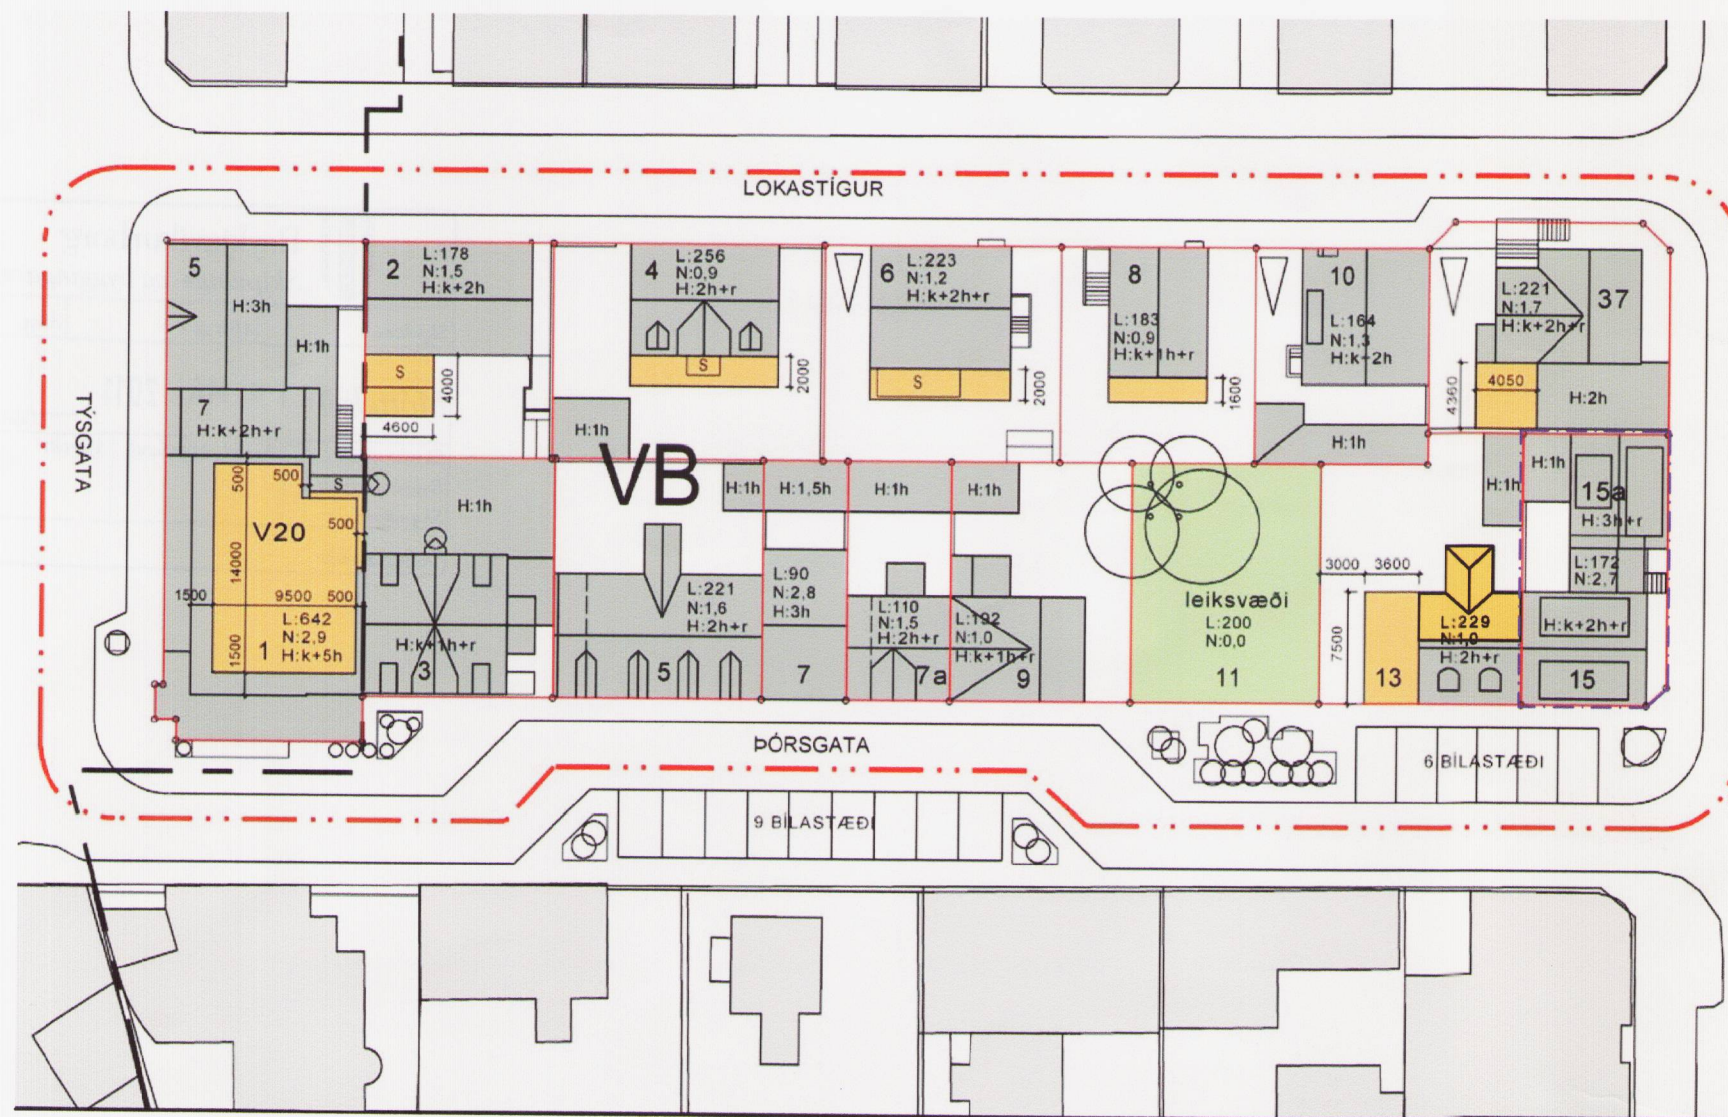 LOKASTÍGUR
5
H:3h
H:1h
7
H:k+2h+r
2
L:178
N:1,5
H:k+2h
S
4000
4600
4
L:256
N:0,9
H:2h+r
S
2000
H:1h
6
L:223
N:1,2
H:k+2h+r
S
2000
8
L:183
N:0,9
H:k+1h+r
1600
10
L:164
N:1,3
H:k+2h
H:1h
L:221
N:1,7
H:k+2h+r
37
4360
4050
H:2h
TÝSGATA
500
500
S
V20
500
14000
1500
9500
500
L:642
N:2,9
H:k+5h
1500
1
H:1h
H:k+1h+r
3
VB
H:1h
H:1,5h
H:1h
H:1h
L:221
N:1,6
H:2h+r
5
L:90
N:2,8
H:3h
7
L:110
N:1,5
H:2h+r
7a
L:192
N:1,0
H:k+1h+r
9
leiksvæði
L:200
N:0,0
11
3000
3600
7500
13
L:229
N:1,0
H:2h+r
H:1h
H:1h
15a
H:3h+r
L:172
N:2,7
H:k+2h+r
15
ÞÓRSGATA
6 BÍLASTÆÐI
9 BÍLASTÆÐI